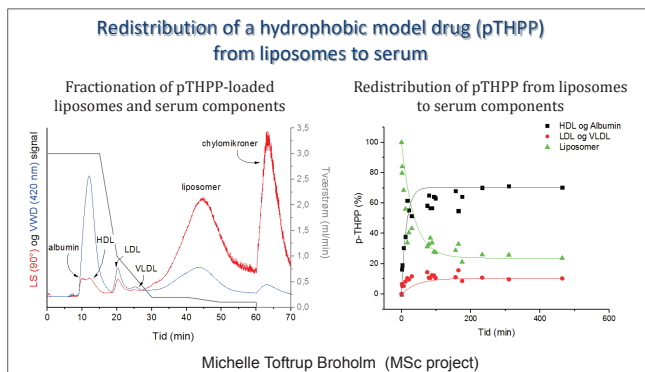 Redistribution of a hydrophobic model drug (pTHPP)
from liposomes to serum
Fractionation of pTHPP-loaded
liposomes and serum components
LS (90°) og VWD (420 nm) signal
albumin
HDL
LDL
VLDL
liposomer
chylomikroner
3,5
3,0
2,5
2,0
1,5
1,0
0,5
0,0
Tværstrøm (ml/min)
0 10 20 30 40 50 60 70
Tid (min)
Redistribution of pTHPP from liposomes
to serum components
HDL og Albumin
LDL og VLDL
Liposomer
p-THPP (%)
100
80
60
40
20
0
0 100 200 300 400 500
Tid (min)
Michelle Toftrup Broholm (MSc project)